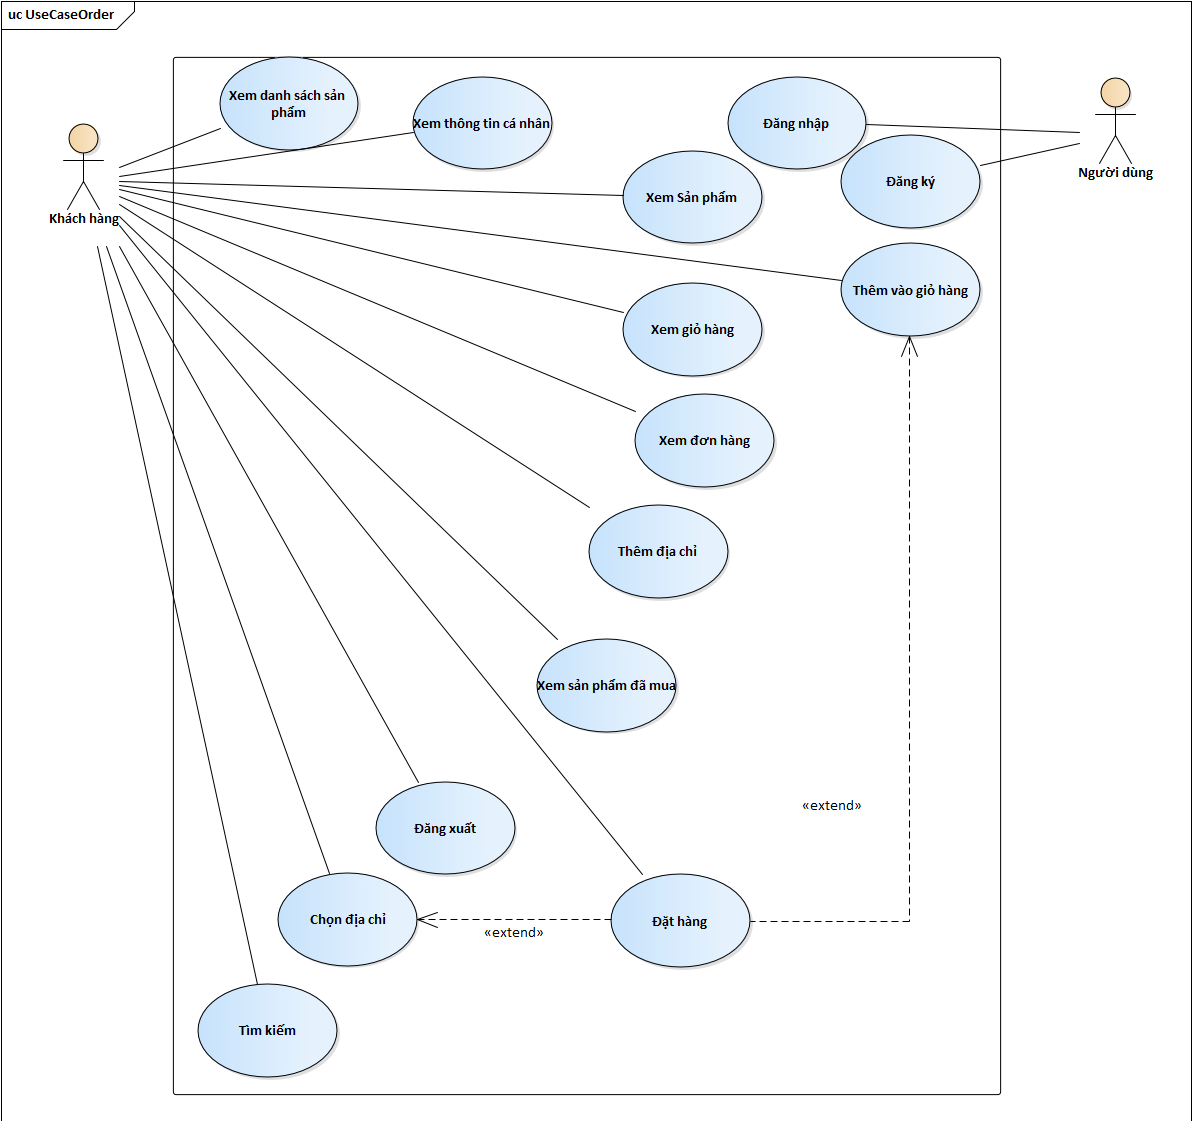 uc UseCaseOrder
Xem danh sách sản
phẩm
Xem thông tin cá nhân
Đăng nhập
Người dùng
Đăng ký
Xem Sản phẩm
Khách hàng
Thêm vào giỏ hàng
Xem giỏ hàng
Xem đơn hàng
Thêm địa chỉ
Xem sản phẩm đã mua
«extend»
Đăng xuất
Chọn địa chỉ
«extend»
Đặt hàng
Tìm kiếm